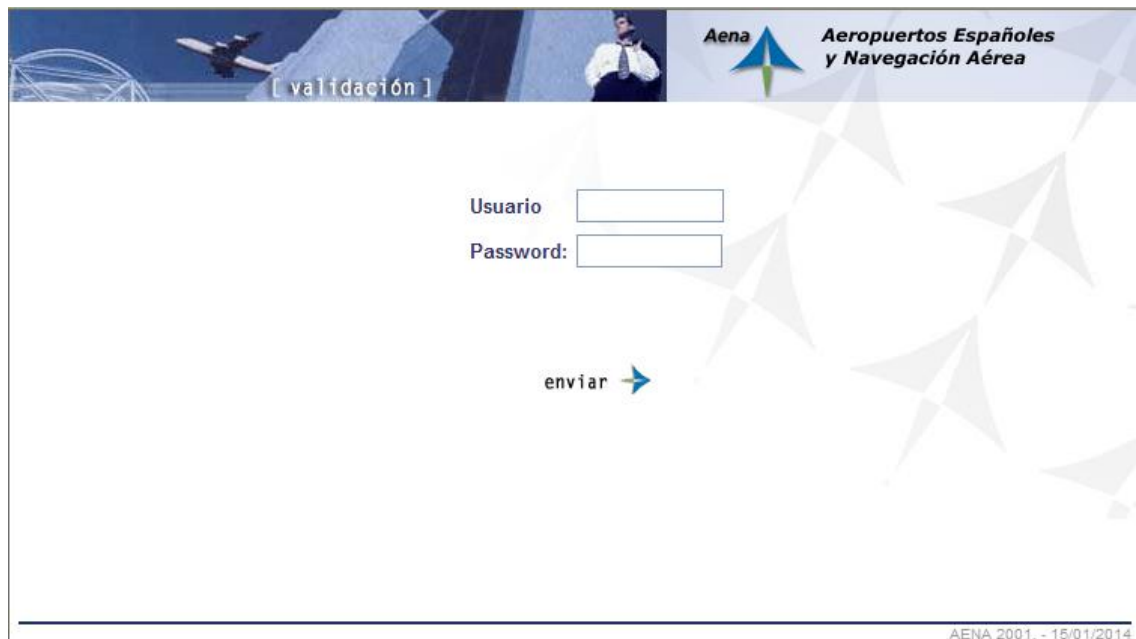 [ validación ]
Aena
Aeropuertos Españoles
y Navegación Aérea
Usuario
Password:
enviar
AENA 2001. - 15/01/2014